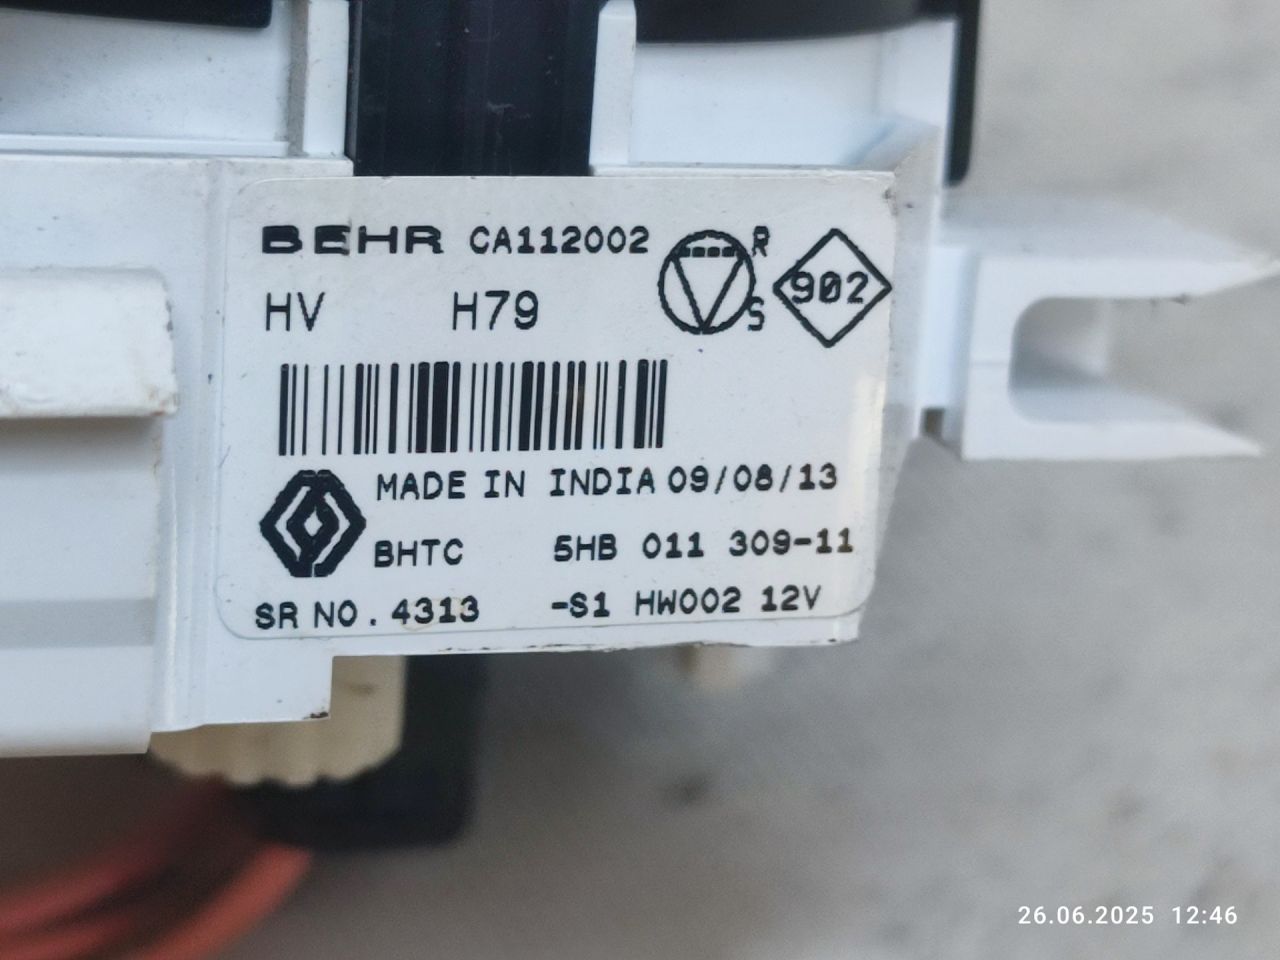 BEHR CA112002
R
S
902
HV H79
MADE IN INDIA 09/08/13
BHTC 5HB 011 309-11
SR NO. 4313 -S1 HW002 12V
26.06.2025 12:46